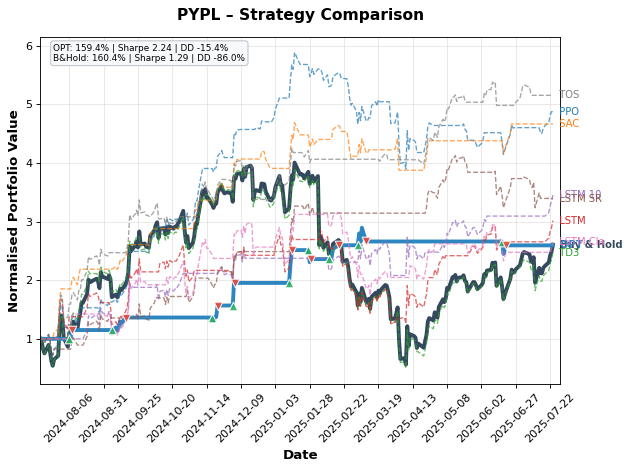 PYPL – Strategy Comparison
OPT: 159.4% | Sharpe 2.24 | DD -15.4%
B&Hold: 160.4% | Sharpe 1.29 | DD -86.0%
6
5
4
3
2
1
Normalised Portfolio Value
TOS
PPO
SAC
LSTM 10
LSTM SR
LSTM
& Hold
TD3
2024-08-06
2024-08-31
2024-09-25
2024-10-20
2024-11-14
2024-12-09
2025-01-03
2025-01-28
2025-02-22
2025-03-19
2025-04-13
2025-05-08
2025-06-02
2025-06-27
2025-07-22
Date